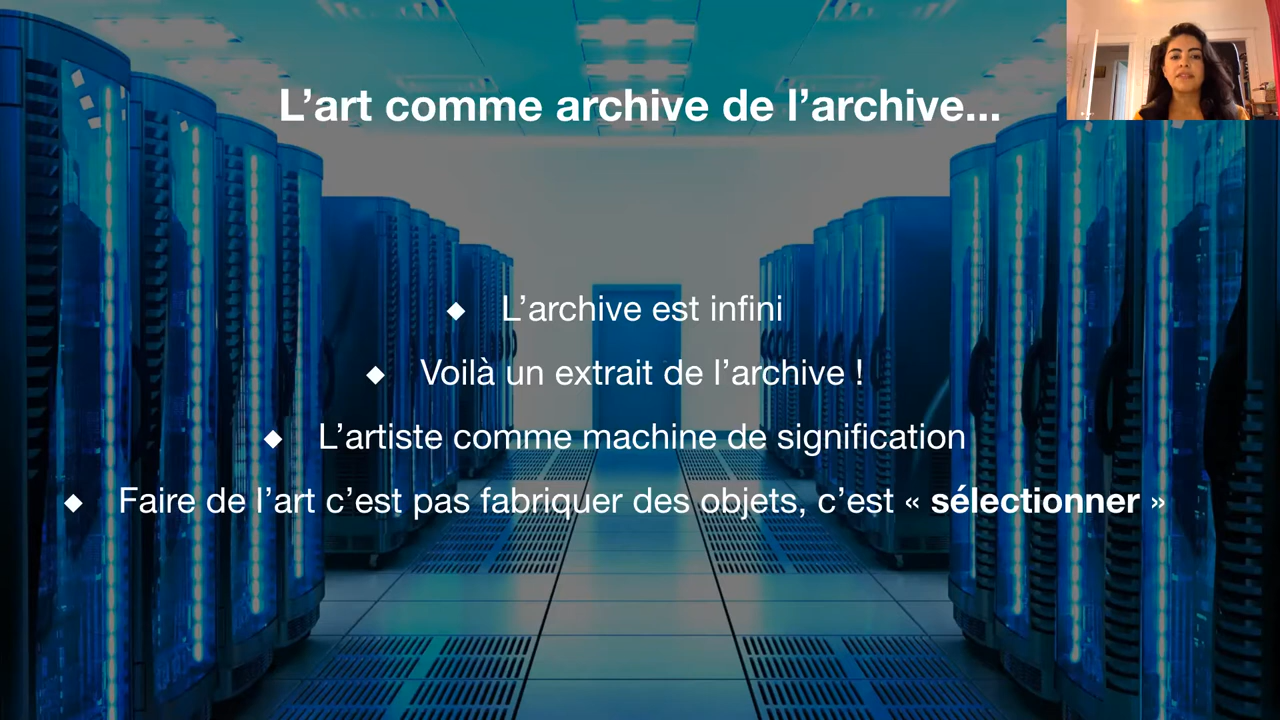 L’art comme archive de l’archive...
L’archive est infini
Voilà un extrait de l’archive !
L’artiste comme machine de signification
Faire de l’art c’est pas fabriquer des objets, c’est « sélectionner »